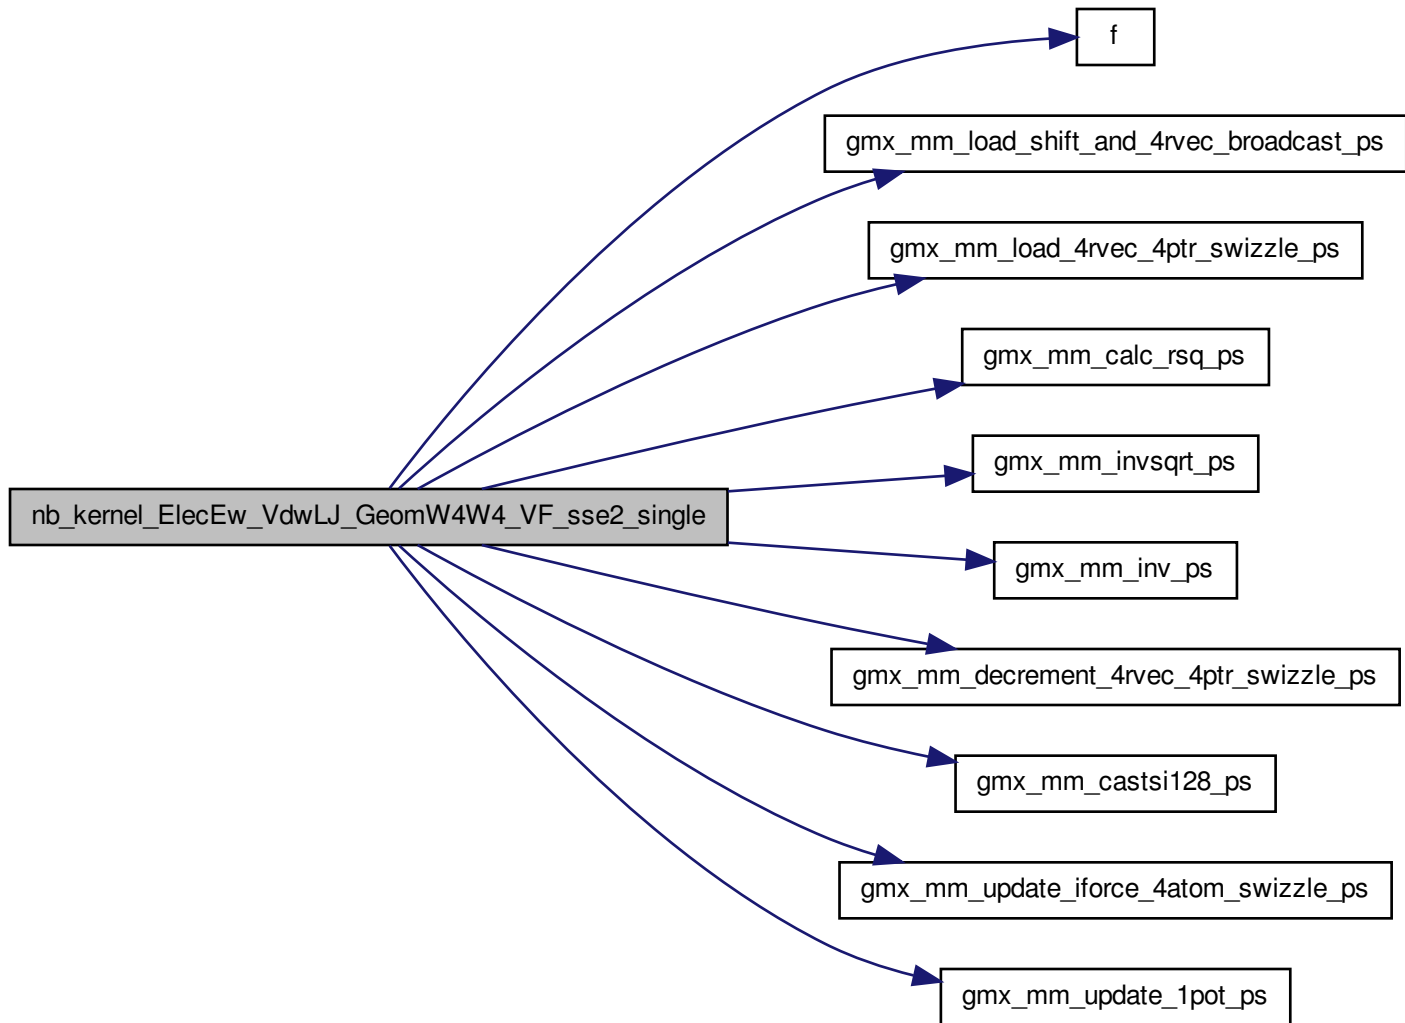 f
gmx_mm_load_shift_and_4rvec_broadcast_ps
gmx_mm_load_4rvec_4ptr_swizzle_ps
gmx_mm_calc_rsq_ps
gmx_mm_invsqrt_ps
nb_kernel_ElecEw_VdwLJ_GeomW4W4_VF_sse2_single
gmx_mm_inv_ps
gmx_mm_decrement_4rvec_4ptr_swizzle_ps
gmx_mm_castsi128_ps
gmx_mm_update_iforce_4atom_swizzle_ps
gmx_mm_update_1pot_ps